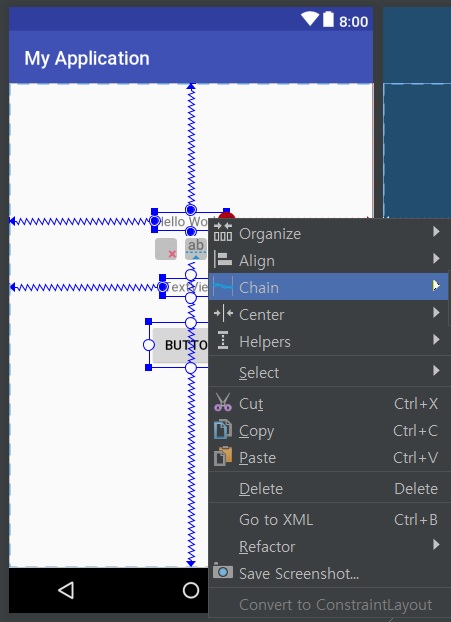 8:00
My Application
Hello Wo
ab
TextVie
BUTTO
Organize
Align
Chain
Center
Helpers
Select
Cut Ctrl+X
Copy Ctrl+C
Paste Ctrl+V
Delete Delete
Go to XML Ctrl+B
Refactor
Save Screenshot...
Convert to ConstraintLayout